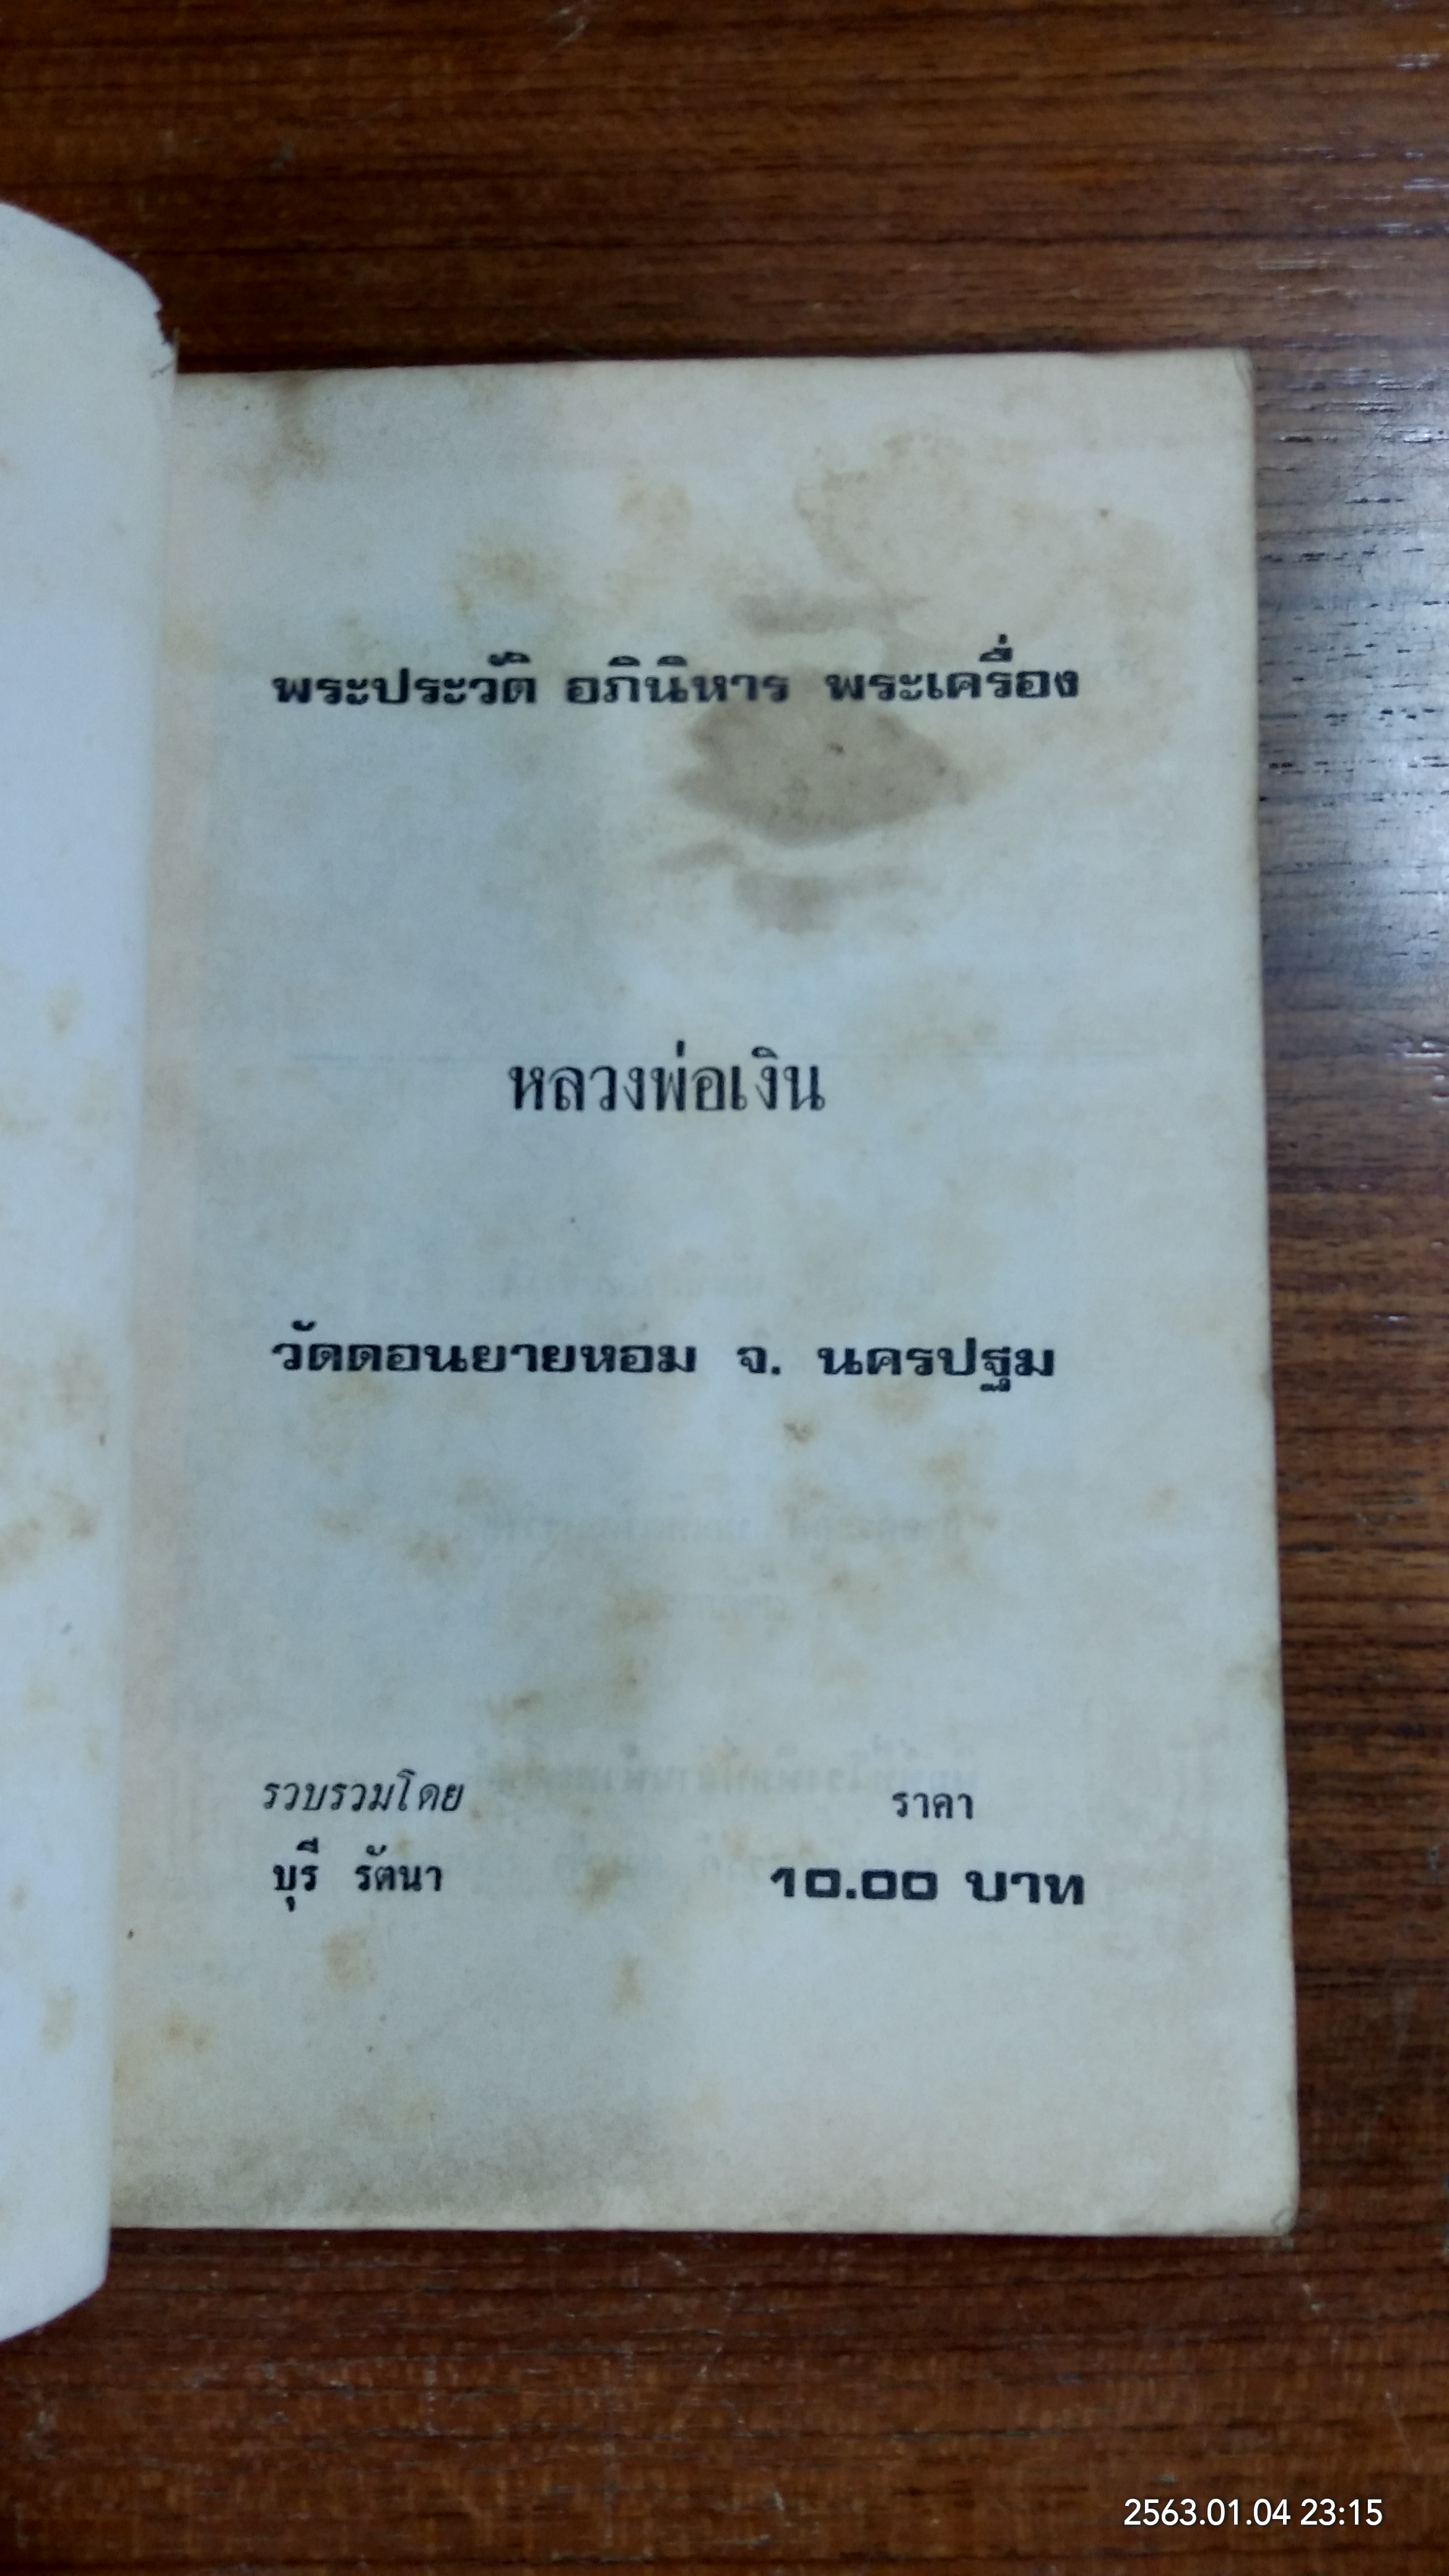 พระประวัติ อภินิหาร พระเครื่อง
หลวงพ่อเงิน
วัดดอนยายหอม จ. นครปฐม
รวบรวมโดย
บุรี รัตนา
ราคา
10.00 บาท
2563.01.04 23:15